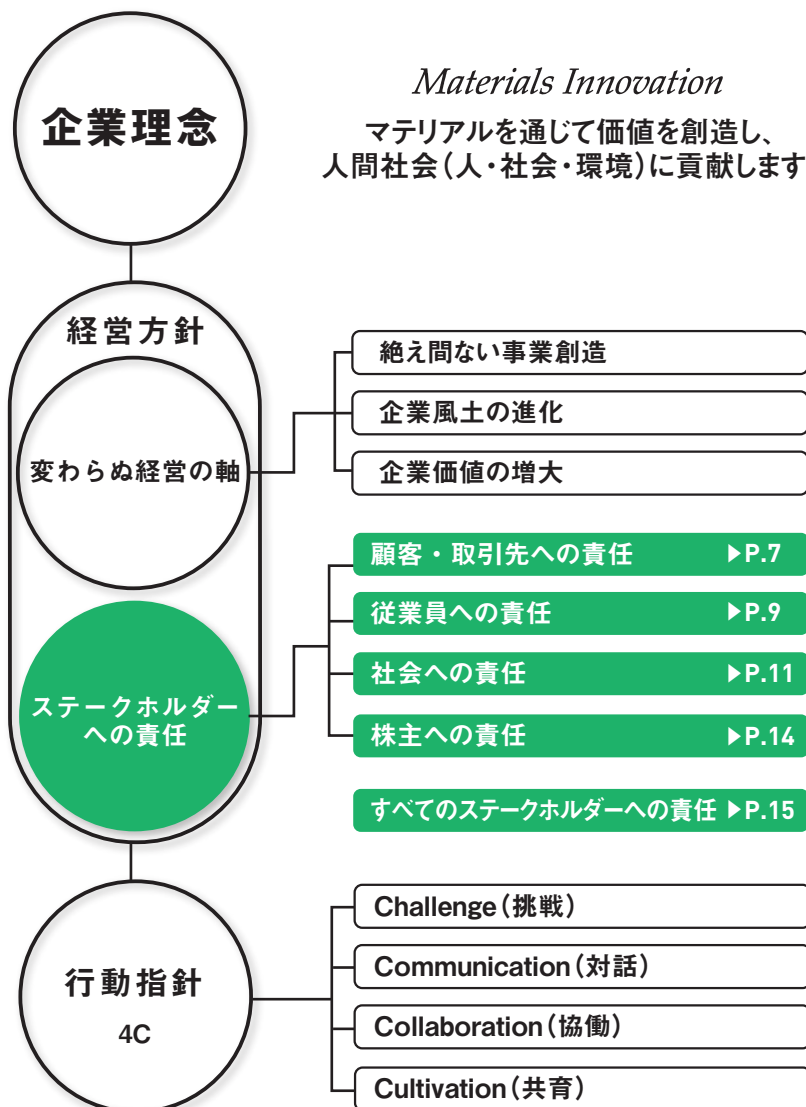 企業理念
Materials Innovation
マテリアルを通じて価値を創造し、
人間社会（人・社会・環境）に貢献します
経営方針
変わらぬ経営の軸
絶え間ない事業創造
企業風土の進化
企業価値の増大
ステークホルダー
への責任
顧客・取引先への責任 ▶P.7
従業員への責任 ▶P.9
社会への責任 ▶P.11
株主への責任 ▶P.14
すべてのステークホルダーへの責任 ▶P.15
行動指針
4C
Challenge（挑戦）
Communication（対話）
Collaboration（協働）
Cultivation（共育）